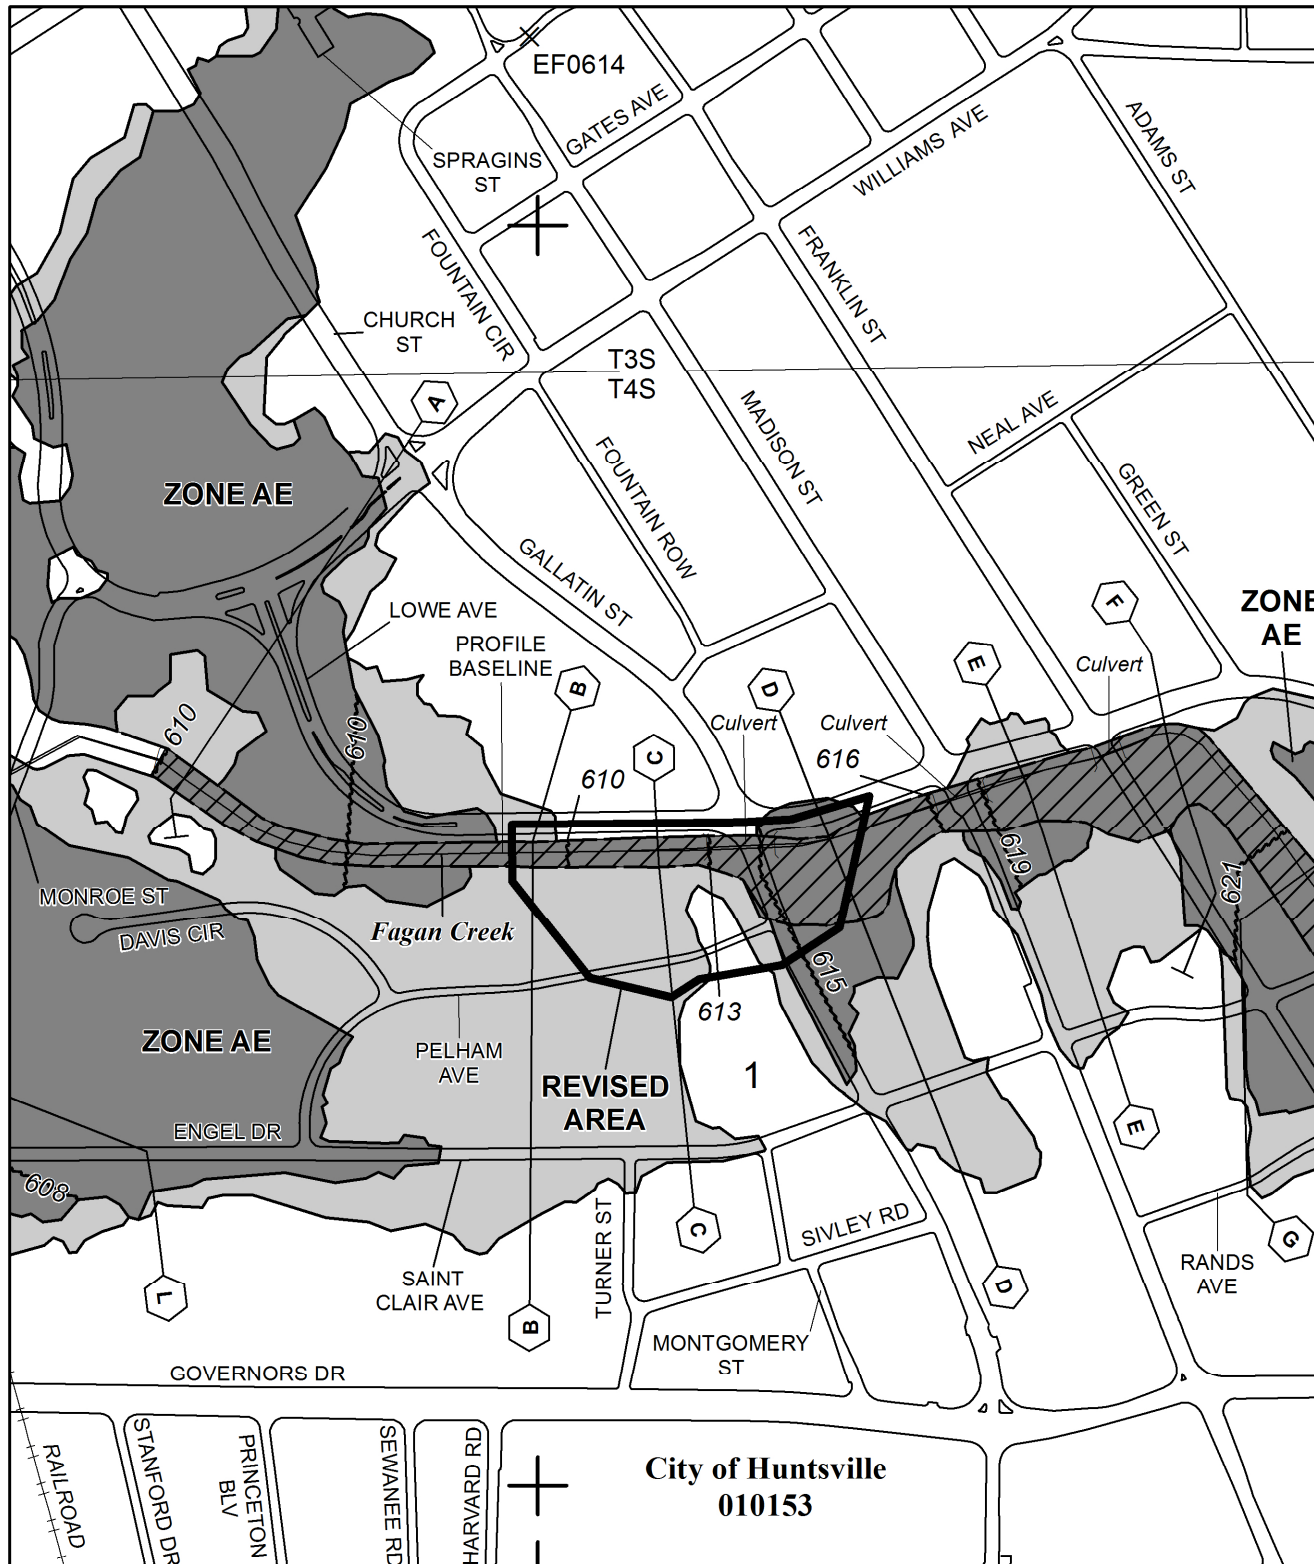 EF0614
GATES AVE
ADAMS ST
WILLIAMS AVE
SPRAGINS
ST
FOUNTAIN CIR
FRANKLIN ST
CHURCH
ST
T3S
T4S
A
MADISON ST
NEAL AVE
FOUNTAIN ROW
GREEN ST
ZONE AE
GALLATIN ST
LOWE AVE
F
ZONE
AE
PROFILE
BASELINE
B
D
E
Culvert
610
610
Culvert
Culvert
C
610
616
619
621
MONROE ST
DAVIS CIR
Fagan Creek
615
613
ZONE AE
PELHAM
AVE
REVISED
AREA
1
ENGEL DR
E
608
TURNER ST
C
SIVLEY RD
G
RANDS
AVE
L
SAINT
CLAIR AVE
D
B
MONTGOMERY
ST
GOVERNORS DR
RAILROAD
STANFORD DR
PRINCETON
BLV
SEWANEE RD
HARVARD RD
City of Huntsville
010153